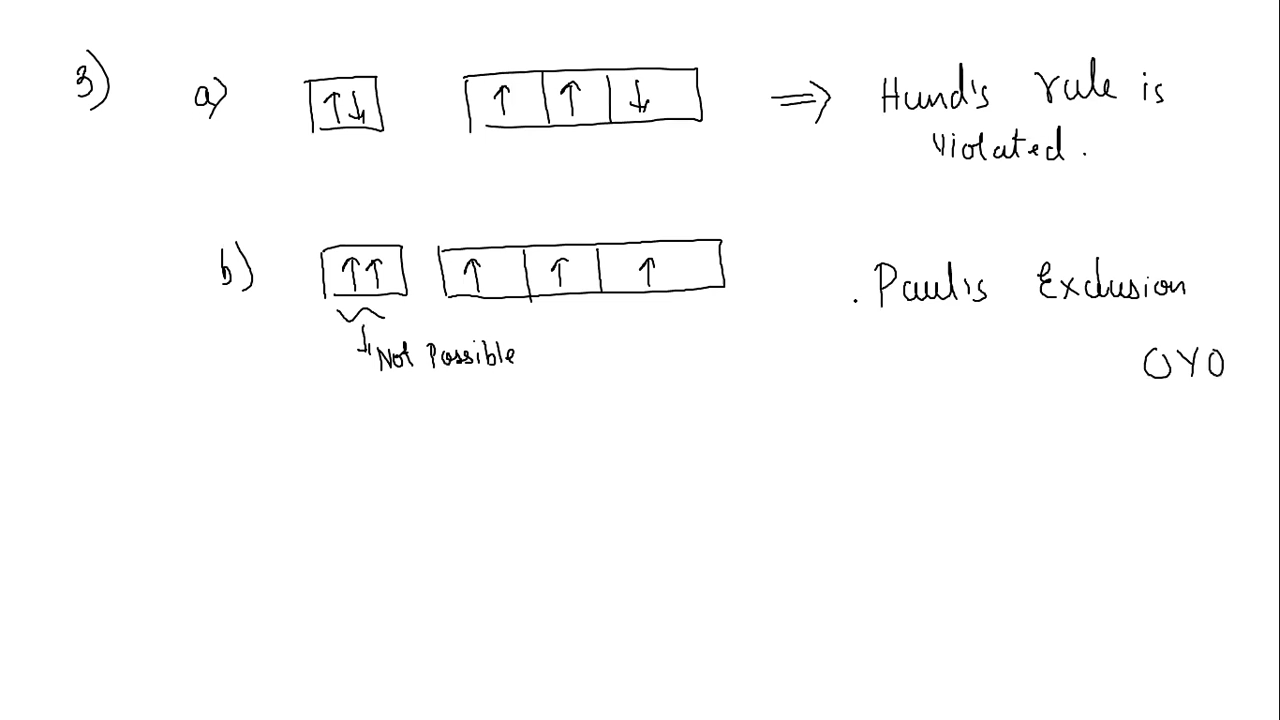 3) a) ↑↓ ↑ ↑ ↓ ⇒ Hund's rule is
violated.
b) ↑↑ ↑ ↑ ↑ . Pauli's Exclusion
↓ Not Possible
OYO